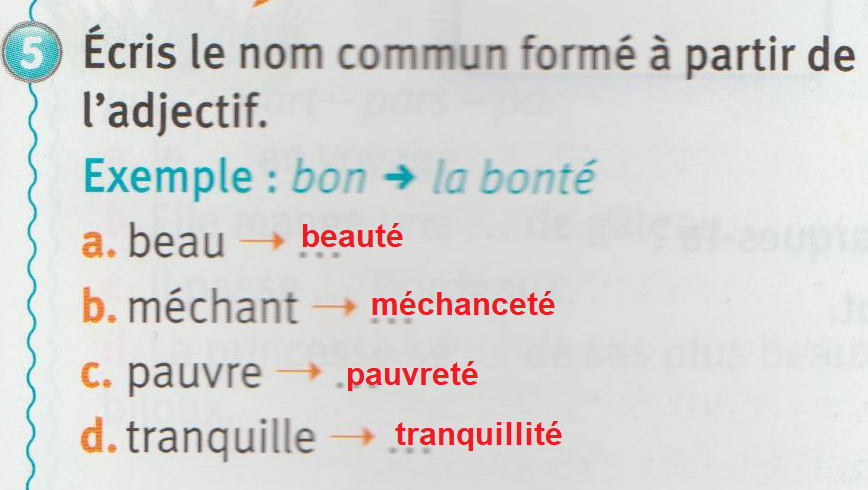 5 Écris le nom commun formé à partir de
l'adjectif.
Exemple : bon → la bonté
a. beau → beauté
b. méchant → méchanceté
c. pauvre → pauvreté
d. tranquille → tranquillité